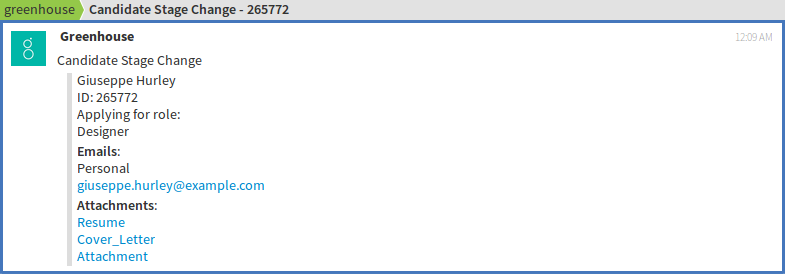 greenhouse Candidate Stage Change - 265772
Greenhouse 12:09 AM
Candidate Stage Change
Giuseppe Hurley
ID: 265772
Applying for role:
Designer
Emails:
Personal
giuseppe.hurley@example.com
Attachments:
Resume
Cover_Letter
Attachment